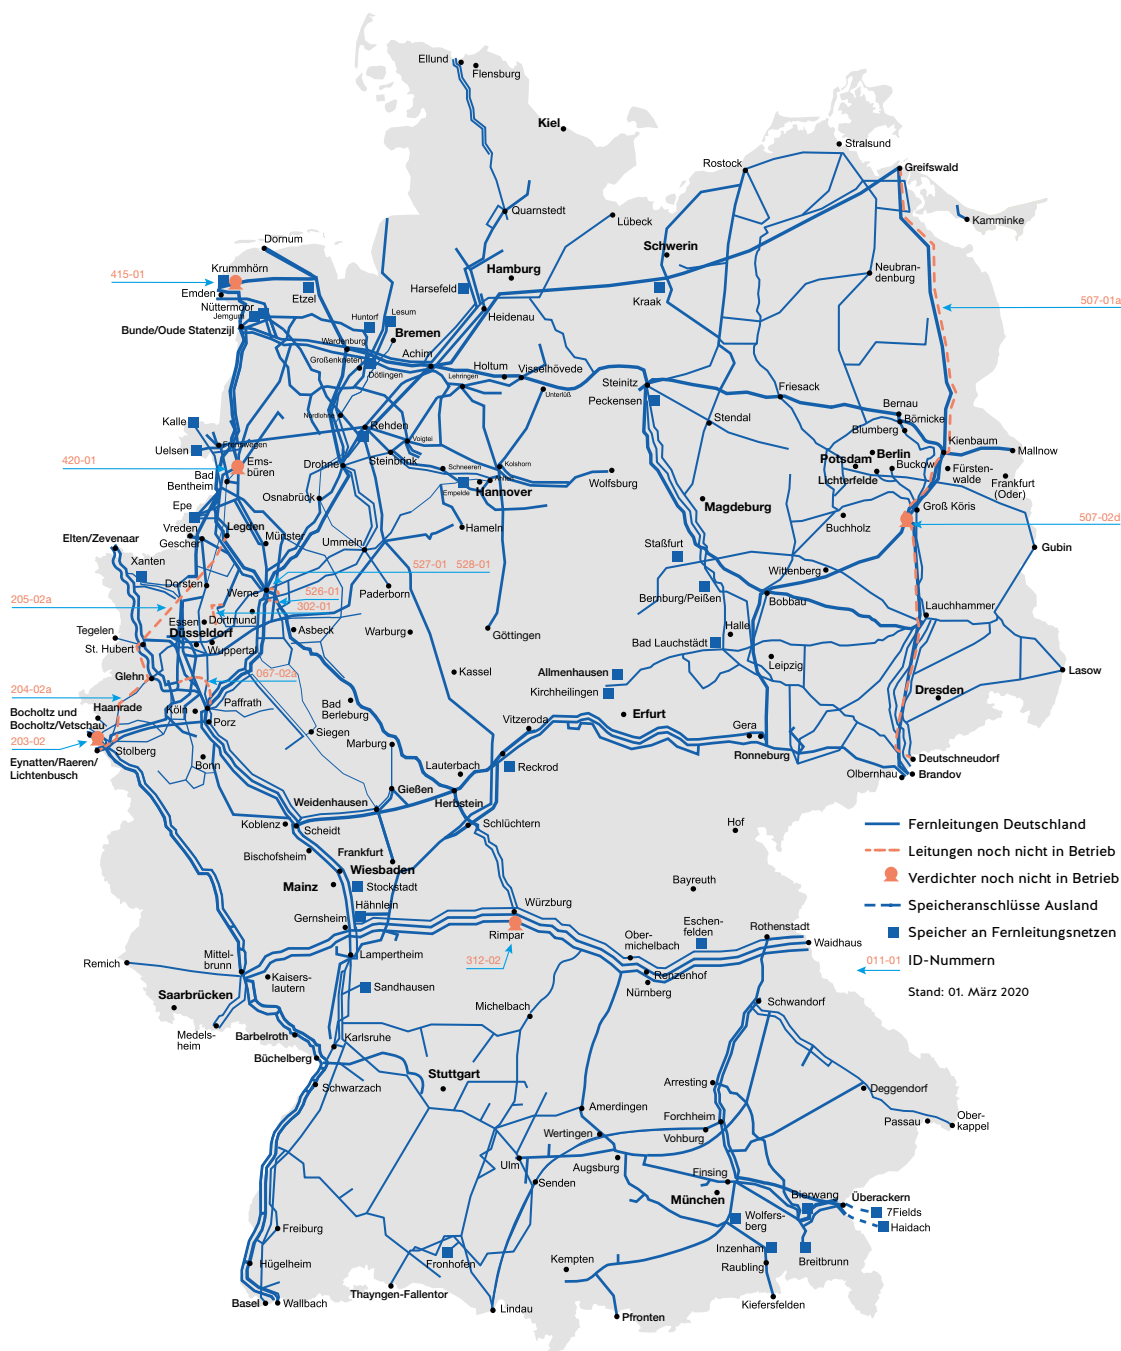 Ellund
Flensburg
Kiel
Stralsund
Rostock
Greifswald
Quarnstedt
Lübeck
Kamminke
Dornum
Schwerin
Krummhörn
415-01
Hamburg
Neubran-
denburg
Emden
Etzel
Harsefeld
Kraak
507-01a
Nüttermoor
Jemgum
Huntorf
Lesum
Heidenau
Bunde/Oude Statenzijl
Bremen
Wardenburg
Achim
Großenkneten
Dötlingen
Holtum
Visselhövede
Lehringen
Unterlüß
Steinitz
Friesack
Peckensen
Bernau
Nordlohne
Börnicke
Kalle
Rehden
Stendal
Blumberg
Frenswegen
Voigtei
Kienbaum
Uelsen
Berlin
Mallnow
420-01
Ems-
büren
Drohne
Steinbrink
Schneeren
Kolshorn
Potsdam
Buckow
Fürsten-
walde
Bad
Bentheim
Lichterfelde
Frankfurt
(Oder)
Empelde
Ahlten
Hannover
Wolfsburg
Osnabrück
Magdeburg
Epe
Groß Köris
Vreden
Legden
Buchholz
507-02d
Gescher
Münster
Hameln
Elten/Zevenaar
Ummeln
Gubin
Xanten
Staßfurt
527-01
528-01
Wittenberg
Dorsten
Werne
Paderborn
526-01
Bernburg/Peißen
Bobbau
205-02a
302-01
Lauchhammer
Essen
Dortmund
Tegelen
Düsseldorf
Asbeck
Warburg
Göttingen
Halle
St. Hubert
Wuppertal
Bad Lauchstädt
Leipzig
Glehn
067-02a
Kassel
Allmenhausen
Lasow
204-02a
Kirchheilingen
Dresden
Haanrade
Köln
Paffrath
Bad
Berleburg
Bocholtz und
Bocholtz/Vetschau
Porz
Vitzeroda
Erfurt
Gera
203-02
Siegen
Stolberg
Marburg
Eynatten/Raeren/
Lichtenbusch
Bonn
Lauterbach
Reckrod
Ronneburg
Deutschneudorf
Olbernhau
Brandov
Gießen
Weidenhausen
Herbstein
Koblenz
Scheidt
Schlüchtern
Hof
Fernleitungen Deutschland
Bischofsheim
Frankfurt
Leitungen noch nicht in Betrieb
Wiesbaden
Mainz
Stockstadt
Bayreuth
Verdichter noch nicht in Betrieb
Hähnlein
Würzburg
Speicheranschlüsse Ausland
Gernsheim
Rimpar
Eschen-
felden
Rothenstadt
Speicher an Fernleitungsnetzen
Ober-
michelbach
Waidhaus
Mittel-
brunn
Lampertheim
312-02
011-01
ID-Nummern
Remich
Kaisers-
lautern
Renzenhof
Sandhausen
Nürnberg
Stand: 01. März 2020
Saarbrücken
Michelbach
Schwandorf
Medels-
heim
Barbelroth
Karlsruhe
Büchelberg
Stuttgart
Schwarzach
Arresting
Deggendorf
Amerdingen
Forchheim
Passau
Ober-
kappel
Wertingen
Vohburg
Ulm
Augsburg
Finsing
Senden
München
Bierwang
Überackern
7Fields
Wolfers-
berg
Haidach
Freiburg
Fronhofen
Inzenham
Breitbrunn
Hügelheim
Kempten
Raubling
Thayngen-Fallentor
Basel
Wallbach
Lindau
Pfronten
Kiefersfelden